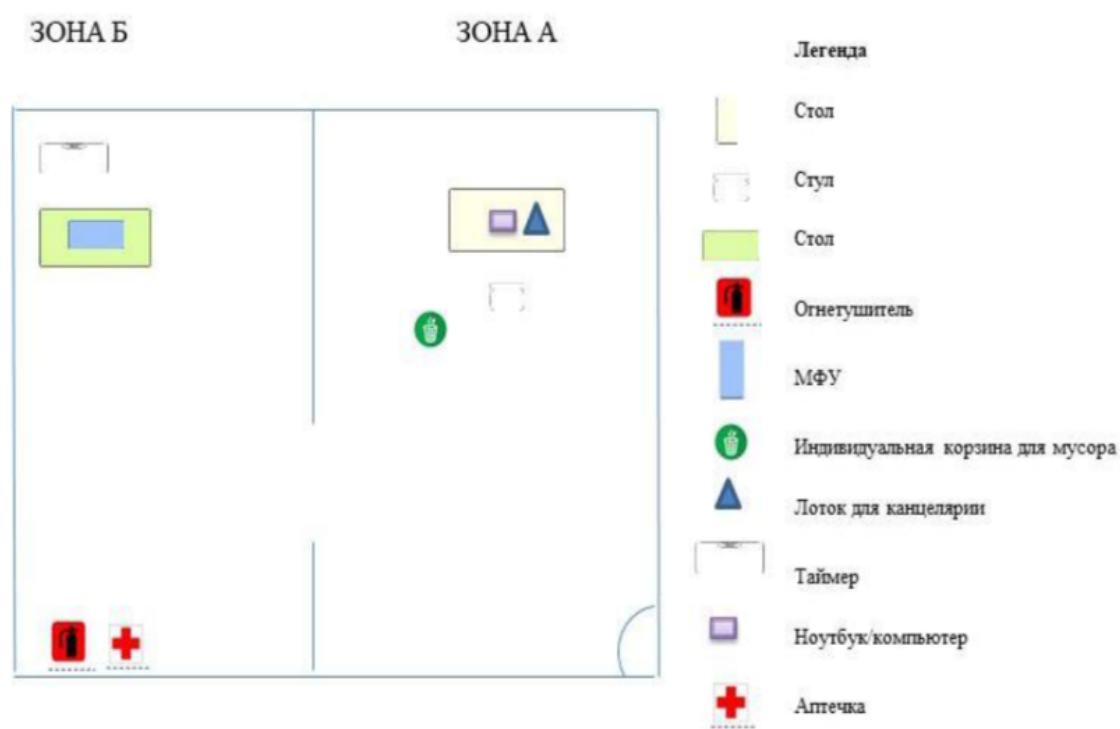 ЗОНА Б
ЗОНА А
Легенда
Стол
Стул
Стол
Огнетушитель
МФУ
Индивидуальная корзина для мусора
Лоток для канцелярии
Таймер
Ноутбук/компьютер
Аптечка